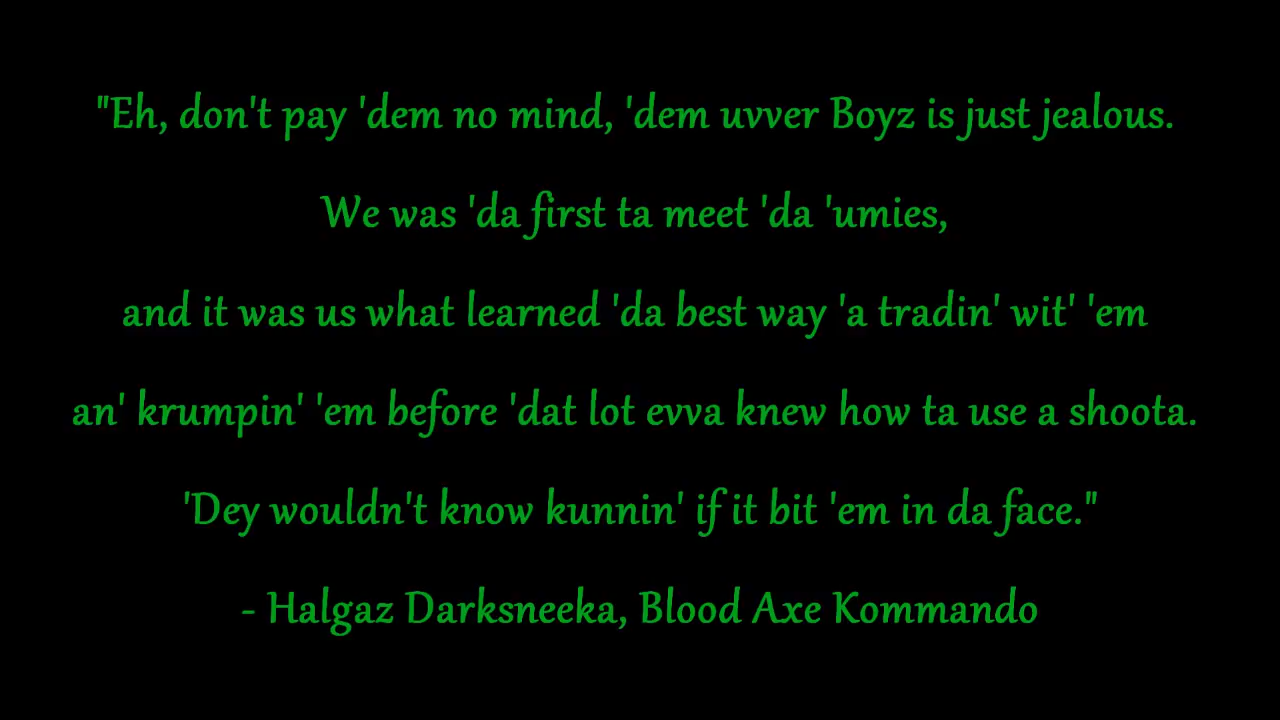 "Eh, don't pay 'dem no mind, 'dem uvver Boyz is just jealous.
We was 'da first ta meet 'da 'umies,
and it was us what learned 'da best way 'a tradin' wit' 'em
an' krumpin' 'em before 'dat lot evva knew how ta use a shoota.
'Dey wouldn't know kunnin' if it bit 'em in da face."
- Halgaz Darksneeka, Blood Axe Kommando